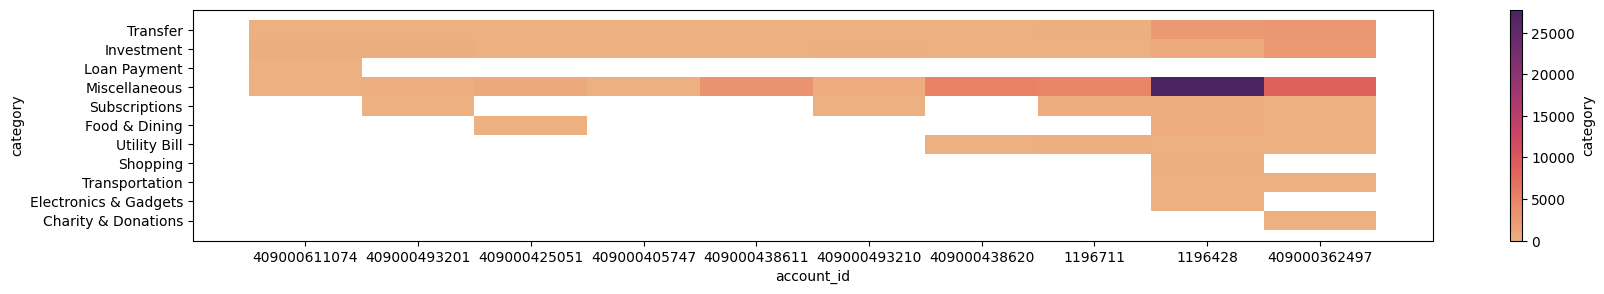 category
Transfer
Investment
Loan Payment
Miscellaneous
Subscriptions
Food & Dining
Utility Bill
Shopping
Transportation
Electronics & Gadgets
Charity & Donations
409000611074 409000493201 409000425051 409000405747 409000438611 409000493210 409000438620 1196711 1196428 409000362497
account_id
25000
20000
15000
10000
5000
0
category